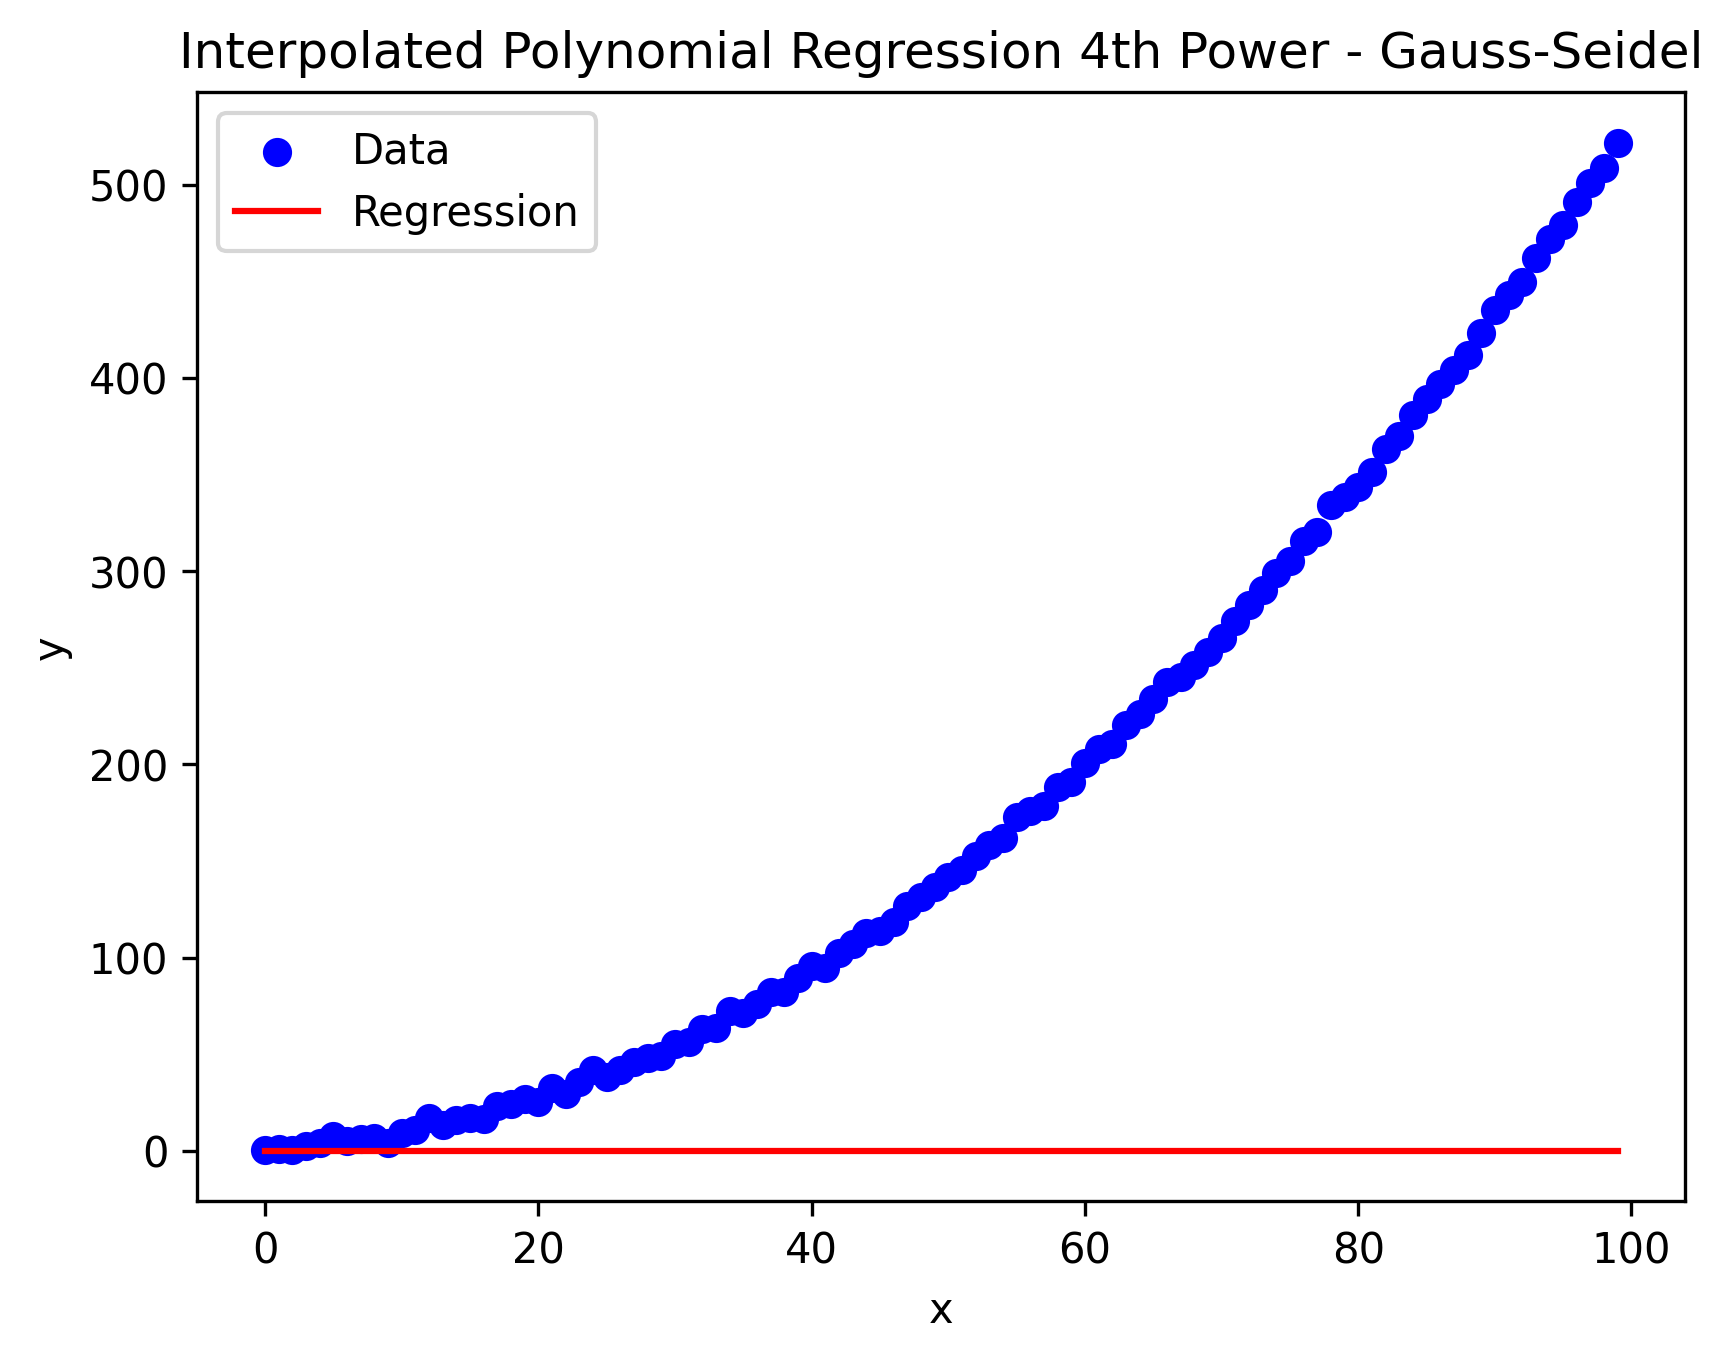 Interpolated Polynomial Regression 4th Power - Gauss-Seidel
Data
Regression
500
400
300
200
100
0
y
0 20 40 60 80 100
x